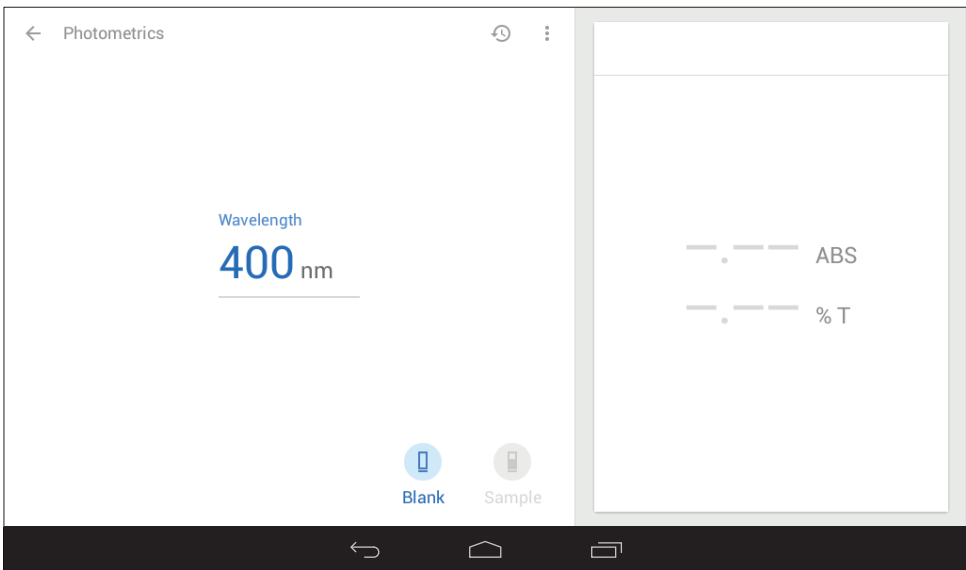 Photometrics
Wavelength
400 nm
Blank
Sample
-.-- ABS
-.-- % T